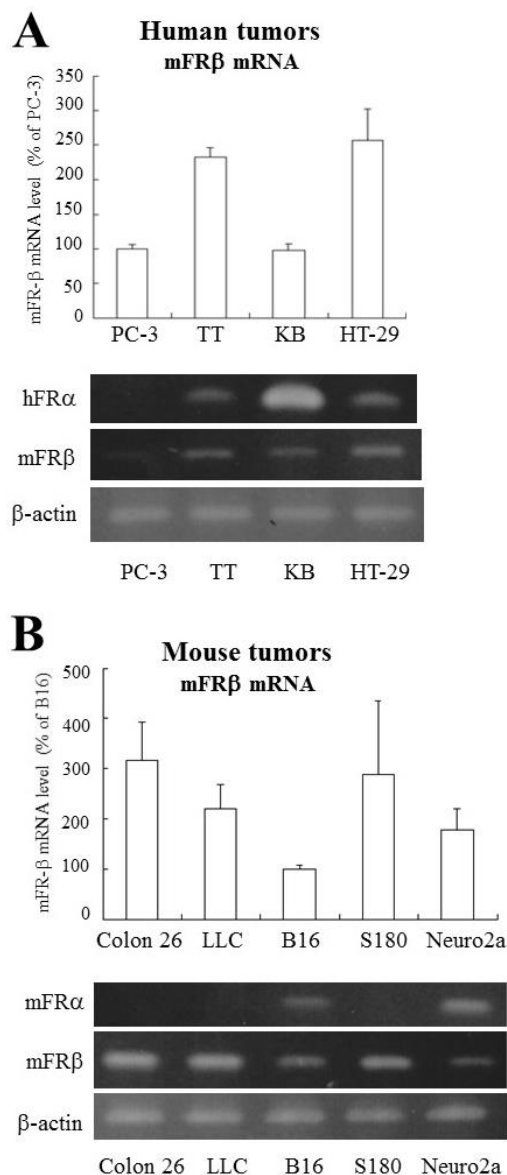 A
Human tumors
mFRβ mRNA
mFR-β mRNA level (% of PC-3)
350
300
250
200
150
100
50
0
PC-3 TT KB HT-29
hFRα
mFRβ
β-actin
PC-3 TT KB HT-29
B
Mouse tumors
mFRβ mRNA
mFR-β mRNA level (% of B16)
500
400
300
200
100
0
Colon 26 LLC B16 S180 Neuro2a
mFRα
mFRβ
β-actin
Colon 26 LLC B16 S180 Neuro2a